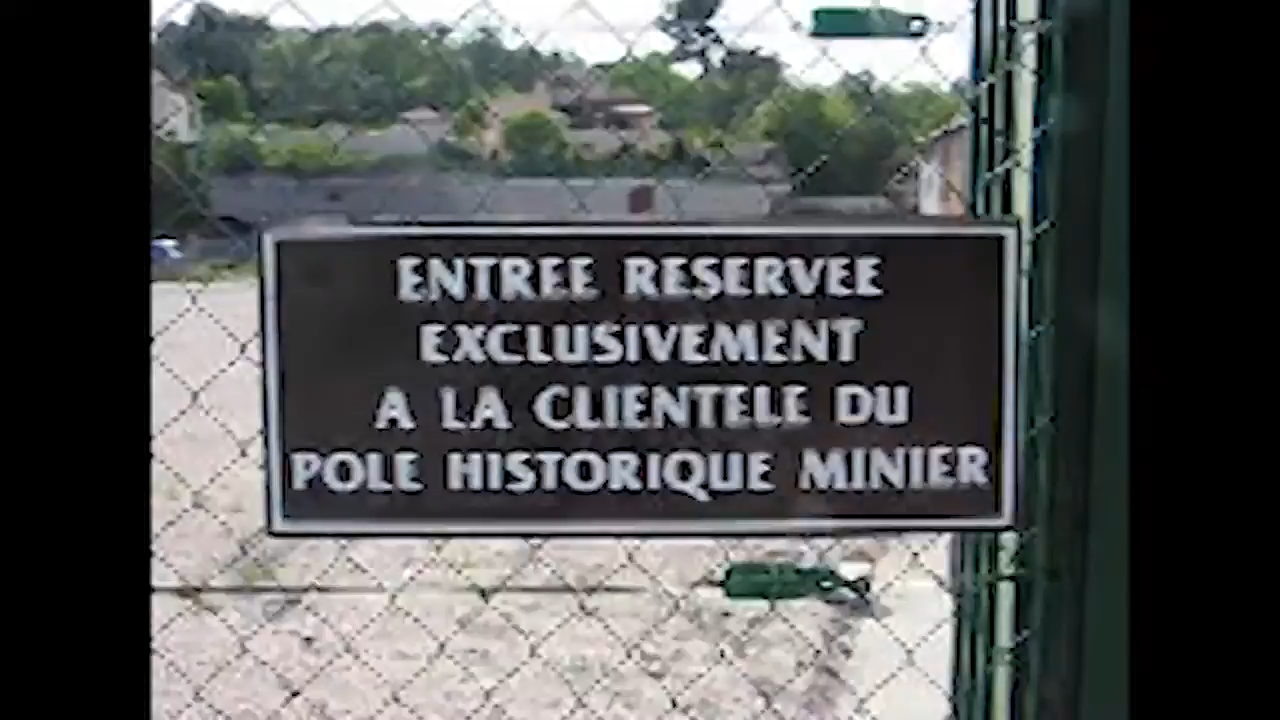 ENTREE RESERVEE
EXCLUSIVEMENT
A LA CLIENTELE DU
POLE HISTORIQUE MINIER